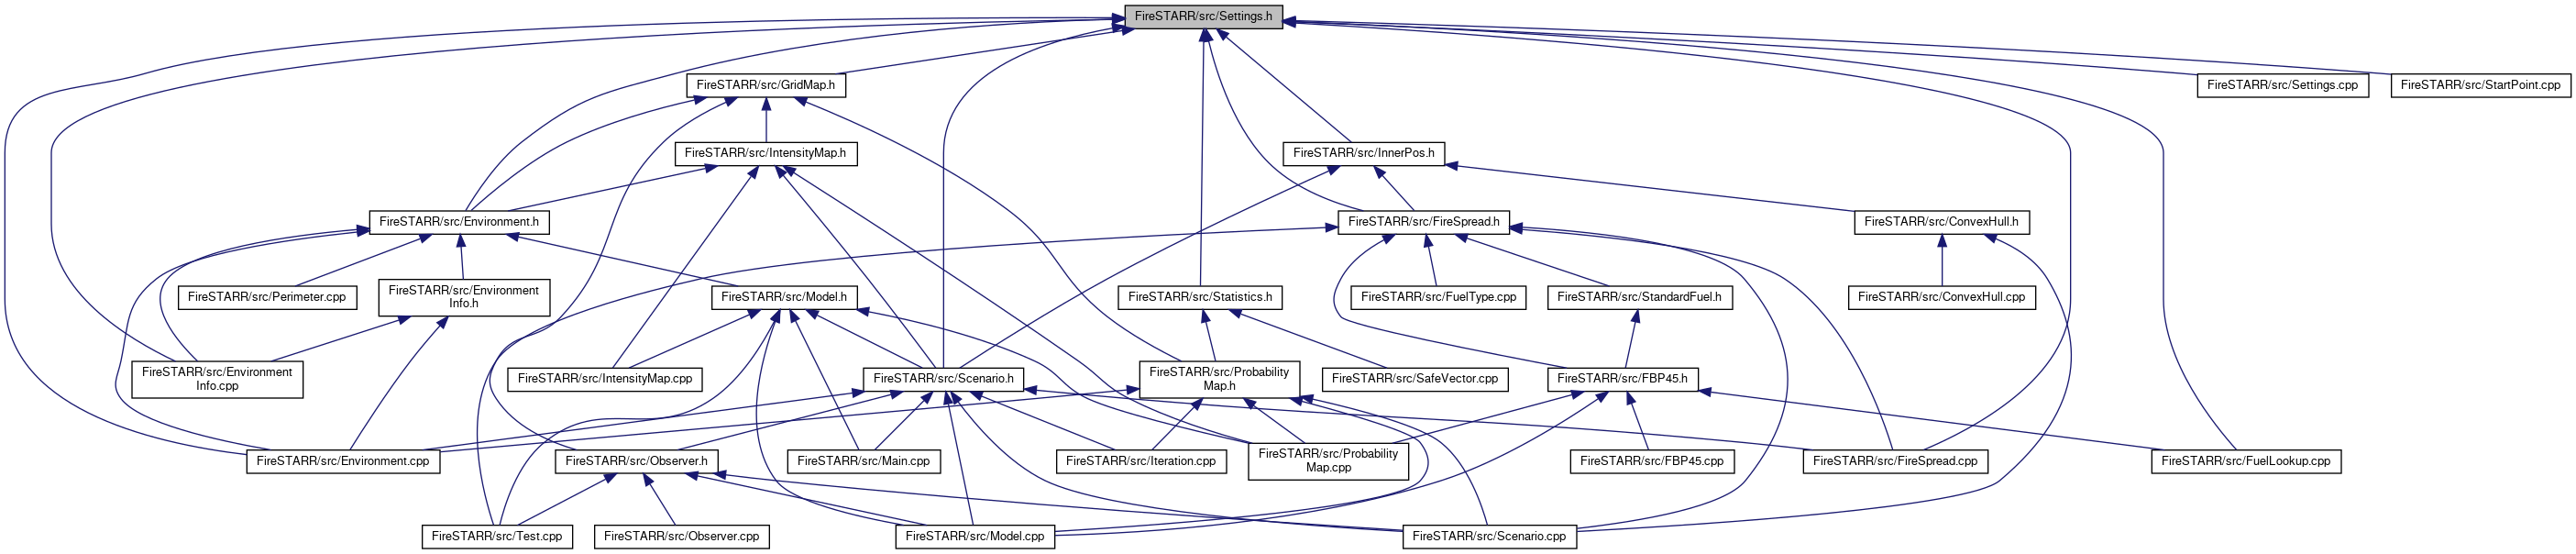 FireSTARR/src/Settings.h
FireSTARR/src/GridMap.h
FireSTARR/src/Settings.cpp
FireSTARR/src/StartPoint.cpp
FireSTARR/src/IntensityMap.h
FireSTARR/src/InnerPos.h
FireSTARR/src/Environment.h
FireSTARR/src/FireSpread.h
FireSTARR/src/ConvexHull.h
FireSTARR/src/Perimeter.cpp
FireSTARR/src/Environment
Info.h
FireSTARR/src/Model.h
FireSTARR/src/Statistics.h
FireSTARR/src/FuelType.cpp
FireSTARR/src/StandardFuel.h
FireSTARR/src/ConvexHull.cpp
FireSTARR/src/Environment
Info.cpp
FireSTARR/src/IntensityMap.cpp
FireSTARR/src/Scenario.h
FireSTARR/src/Probability
Map.h
FireSTARR/src/SafeVector.cpp
FireSTARR/src/FBP45.h
FireSTARR/src/Environment.cpp
FireSTARR/src/Observer.h
FireSTARR/src/Main.cpp
FireSTARR/src/Iteration.cpp
FireSTARR/src/Probability
Map.cpp
FireSTARR/src/FBP45.cpp
FireSTARR/src/FireSpread.cpp
FireSTARR/src/FuelLookup.cpp
FireSTARR/src/Test.cpp
FireSTARR/src/Observer.cpp
FireSTARR/src/Model.cpp
FireSTARR/src/Scenario.cpp